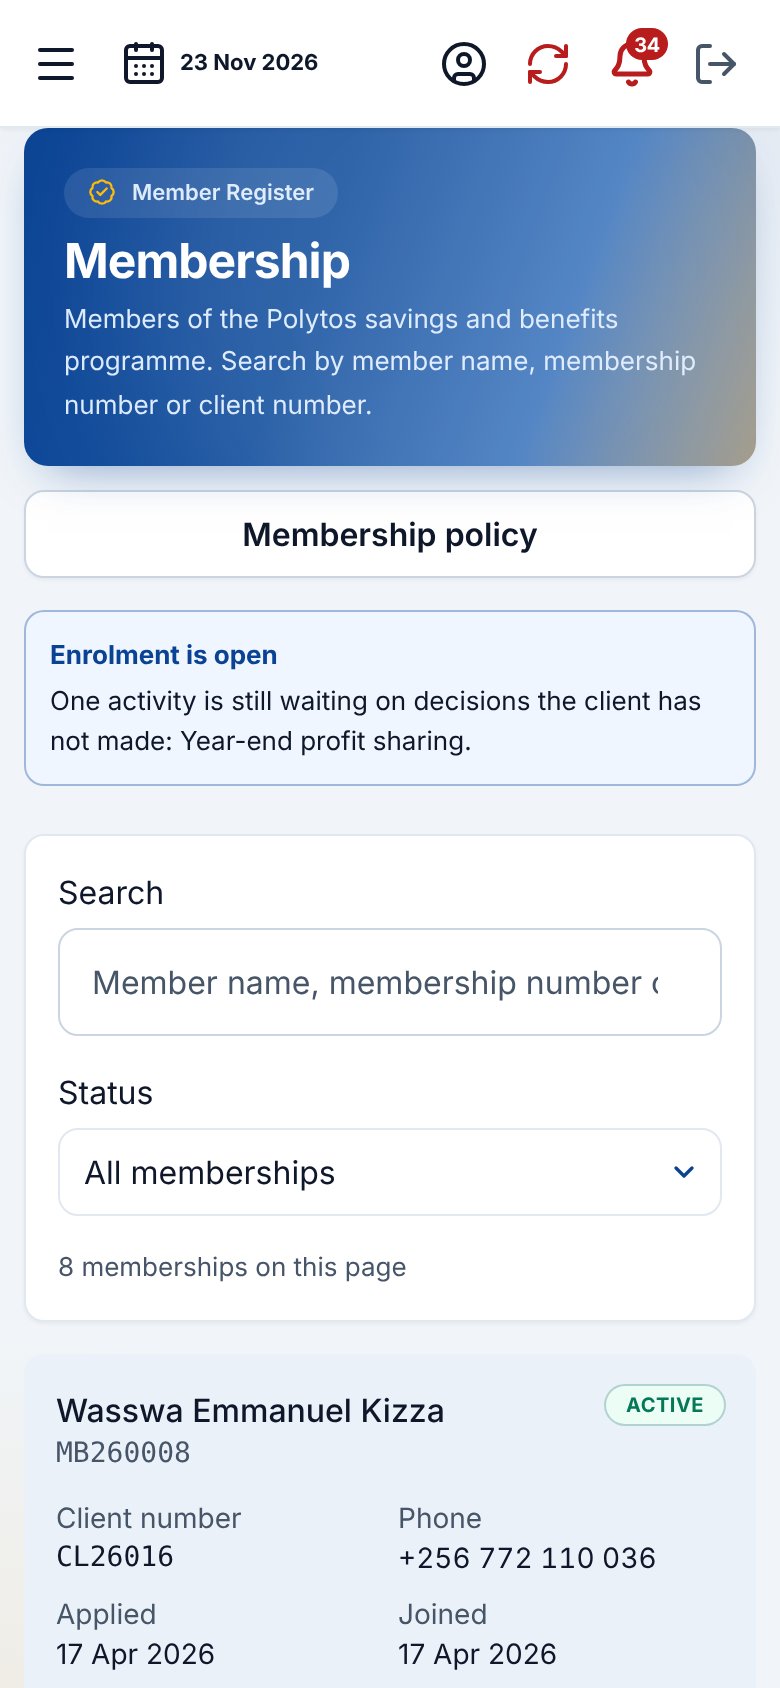 23 Nov 2026
34
Member Register
Membership
Members of the Polytos savings and benefits
programme. Search by member name, membership
number or client number.
Membership policy
Enrolment is open
One activity is still waiting on decisions the client has
not made: Year-end profit sharing.
Search
Member name, membership number
Status
All memberships
8 memberships on this page
Wasswa Emmanuel Kizza
ACTIVE
MB260008
Client number
Phone
CL26016
+256 772 110 036
Applied
Joined
17 Apr 2026
17 Apr 2026